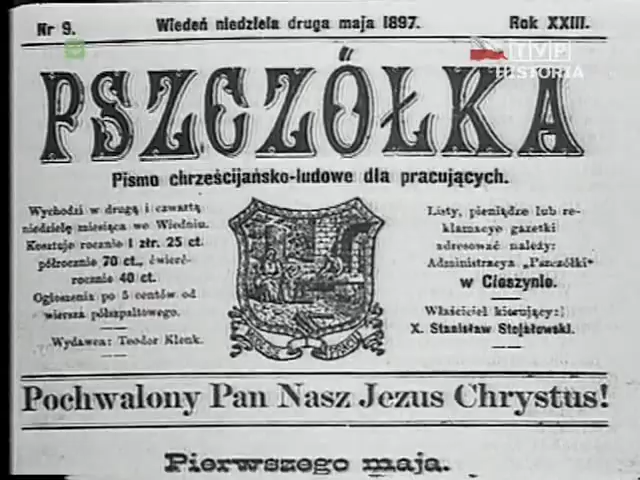 Nr 9.
Wiedeń niedziela druga maja 1897.
Rok XXIII.
TVP
HISTORIA
PSZCZÓŁKA
Pismo chrześcijańsko-ludowe dla pracujących.
Wychodzi w drugą i czwartą
niedzielę miesiąca we Wiedniu.
Kosztuje rocznie 1 złr. 25 ct.
półrocznie 70 ct., ćwierć-
rocznie 40 ct.
Ogłoszenia po 5 centów od
wiersza półszpaltowego.
Wydawca: Teodor Klenk.
Listy, pieniądze lub re-
klamacye gazetki
adresować należy:
Administracya „Pszczółki“
w Cieszynie.
Właściciel kierujący:
X. Stanisław Stojałowski.
Pochwalony Pan Nasz Jezus Chrystus!
Pierwszego maja.